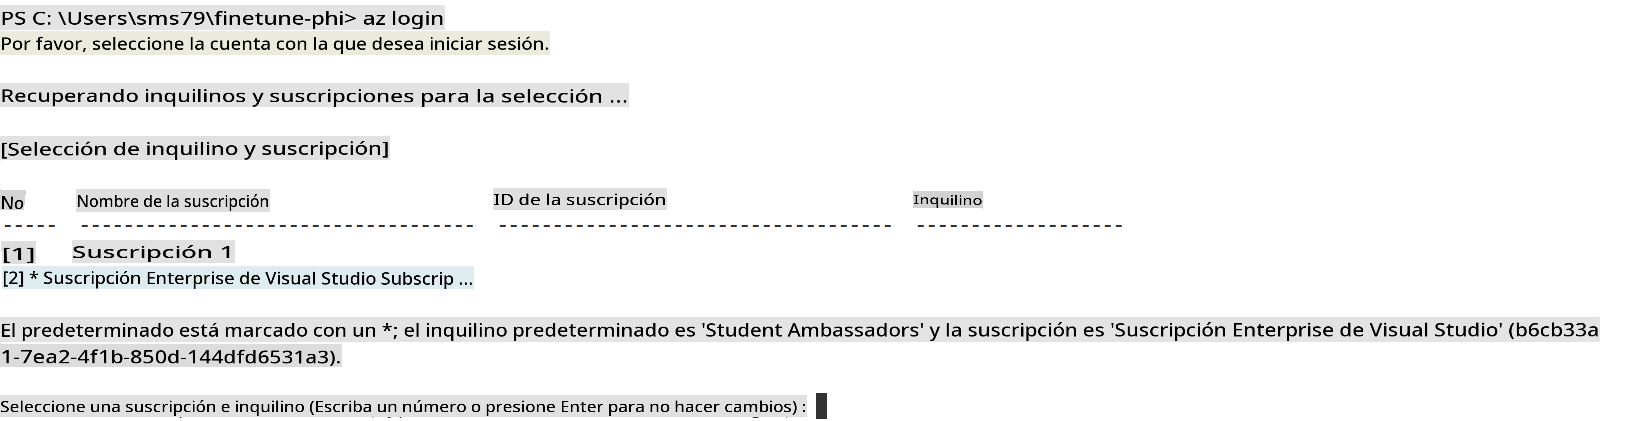 PS C: \Users\sms79\finetune-phi> az login
Por favor, seleccione la cuenta con la que desea iniciar sesión.
Recuperando inquilinos y suscripciones para la selección ...
[Selección de inquilino y suscripción]
No Nombre de la suscripción ID de la suscripción Inquilino
----- ------------------------------------ ------------------------------------ -------------------
[1] Suscripción 1
[2] * Suscripción Enterprise de Visual Studio Subscrip ...
El predeterminado está marcado con un *; el inquilino predeterminado es 'Student Ambassadors' y la suscripción es 'Suscripción Enterprise de Visual Studio' (b6cb33a
1-7ea2-4f1b-850d-144dfd6531a3).
Seleccione una suscripción e inquilino (Escriba un número o presione Enter para no hacer cambios) :